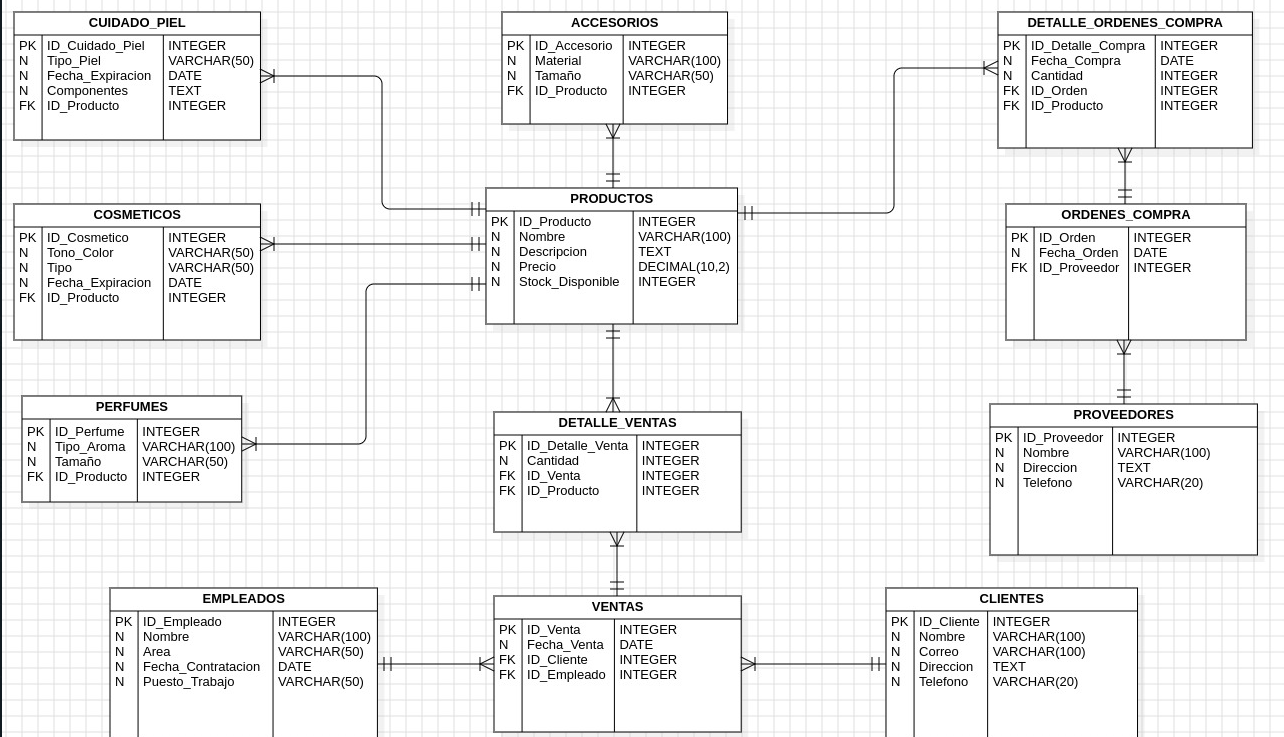 CUIDADO_PIEL
PK ID_Cuidado_Piel INTEGER
N Tipo_Piel VARCHAR(50)
N Fecha_Expiracion DATE
N Componentes TEXT
FK ID_Producto INTEGER
ACCESORIOS
PK ID_Accesorio INTEGER
N Material VARCHAR(100)
N Tamaño VARCHAR(50)
FK ID_Producto INTEGER
DETALLE_ORDENES_COMPRA
PK ID_Detalle_Compra INTEGER
N Fecha_Compra DATE
N Cantidad INTEGER
FK ID_Orden INTEGER
FK ID_Producto INTEGER
COSMETICOS
PK ID_Cosmetico INTEGER
N Tono_Color VARCHAR(50)
N Tipo VARCHAR(50)
N Fecha_Expiracion DATE
FK ID_Producto INTEGER
PRODUCTOS
PK ID_Producto INTEGER
N Nombre VARCHAR(100)
N Descripcion TEXT
N Precio DECIMAL(10,2)
N Stock_Disponible INTEGER
ORDENES_COMPRA
PK ID_Orden INTEGER
N Fecha_Orden DATE
FK ID_Proveedor INTEGER
PERFUMES
PK ID_Perfume INTEGER
N Tipo_Aroma VARCHAR(100)
N Tamaño VARCHAR(50)
FK ID_Producto INTEGER
DETALLE_VENTAS
PK ID_Detalle_Venta INTEGER
N Cantidad INTEGER
FK ID_Venta INTEGER
FK ID_Producto INTEGER
PROVEEDORES
PK ID_Proveedor INTEGER
N Nombre VARCHAR(100)
N Direccion TEXT
N Telefono VARCHAR(20)
EMPLEADOS
PK ID_Empleado INTEGER
N Nombre VARCHAR(100)
N Area VARCHAR(50)
N Fecha_Contratacion DATE
N Puesto_Trabajo VARCHAR(50)
VENTAS
PK ID_Venta INTEGER
N Fecha_Venta DATE
FK ID_Cliente INTEGER
FK ID_Empleado INTEGER
CLIENTES
PK ID_Cliente INTEGER
N Nombre VARCHAR(100)
N Correo VARCHAR(100)
N Direccion TEXT
N Telefono VARCHAR(20)